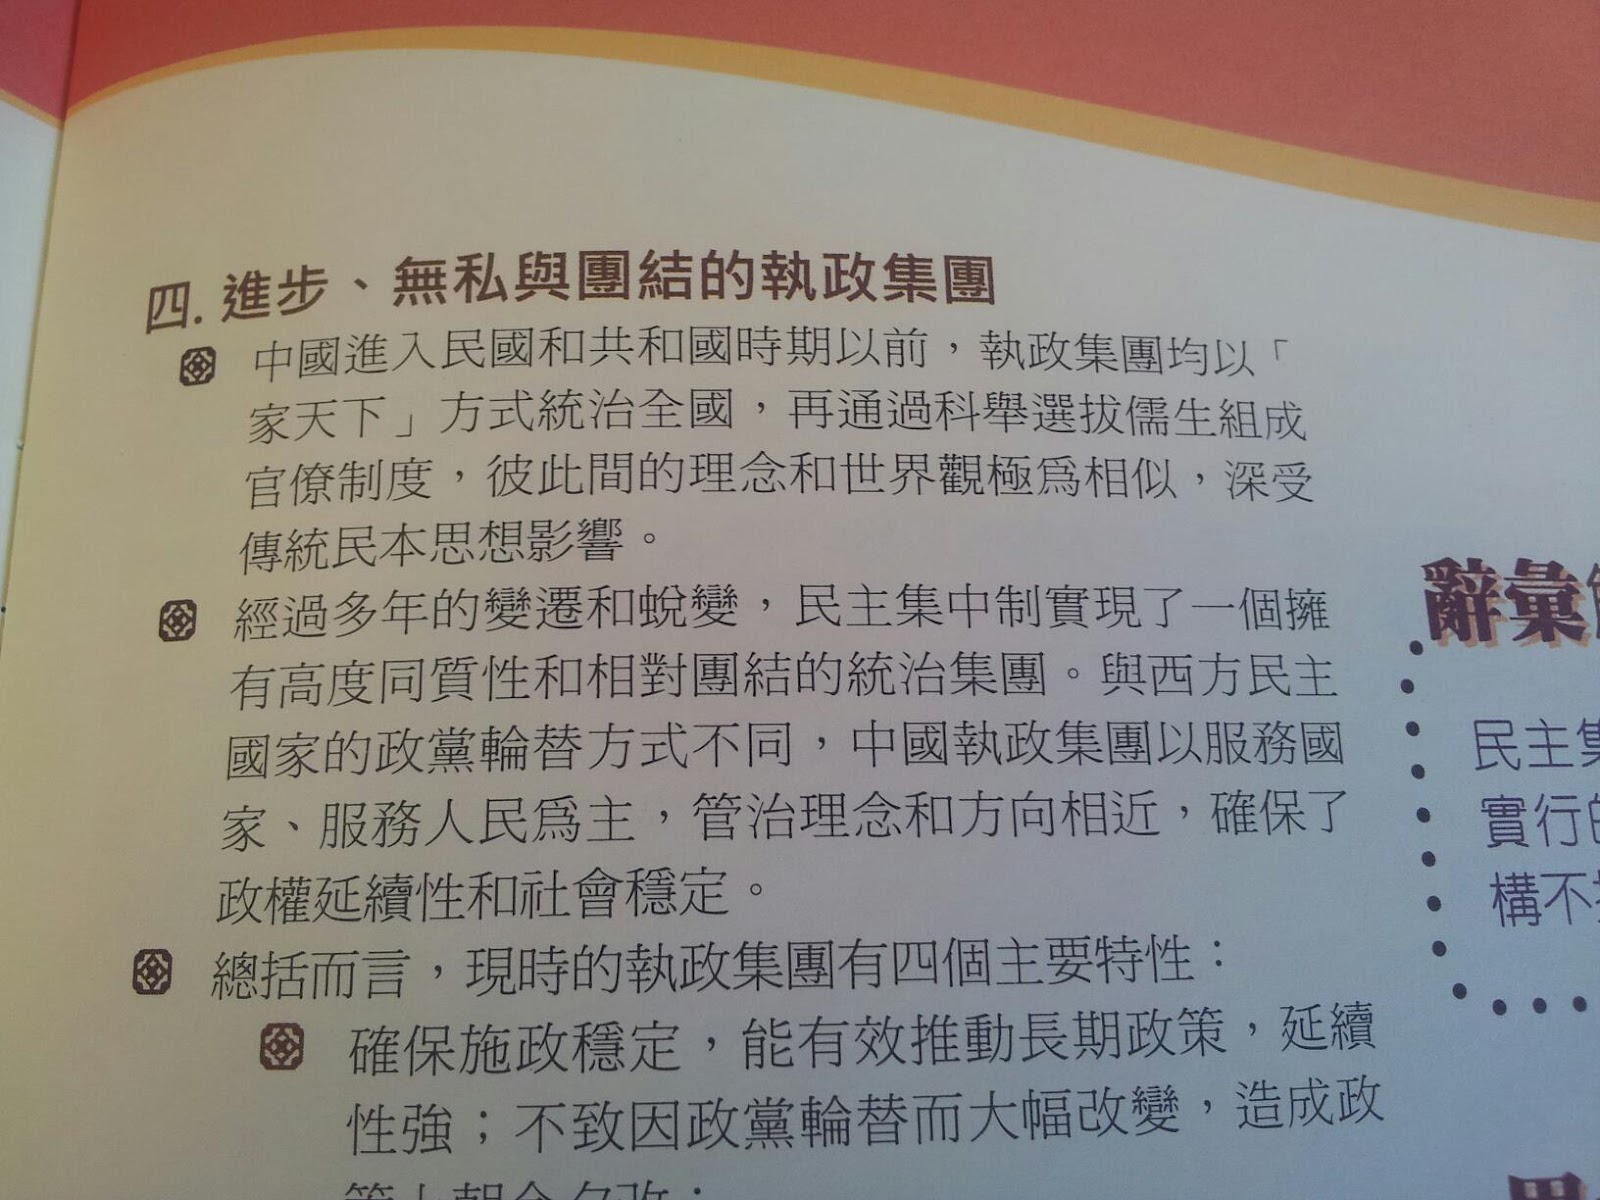 四. 進步、無私與團結的執政集團
中國進入民國和共和國時期以前，執政集團均以「
家天下」方式統治全國，再通過科舉選拔儒生組成
官僚制度，彼此間的理念和世界觀極為相似，深受
傳統民本思想影響。
經過多年的變遷和蛻變，民主集中制實現了一個擁
有高度同質性和相對團結的統治集團。與西方民主
國家的政黨輪替方式不同，中國執政集團以服務國
家、服務人民為主，管治理念和方向相近，確保了
政權延續性和社會穩定。
總括而言，現時的執政集團有四個主要特性：
確保施政穩定，能有效推動長期政策，延續
性強；不致因政黨輪替而大幅改變，造成政
策上朝令夕改；
辭彙
民主集
實行的
構不